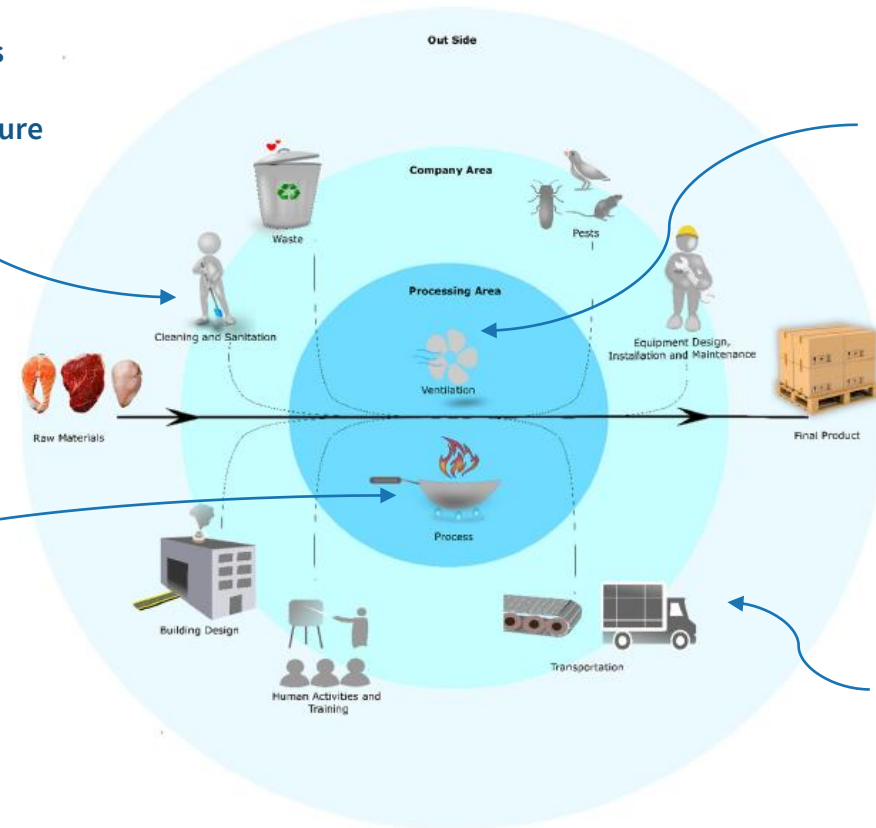 Out Side
s
ure
Company Area
Waste
Pests
Processing Area
Cleaning and Sanitation
Equipment Design,
Installation and Maintenance
Ventilation
Raw Materials
Final Product
Process
Building Design
Transportation
Human Activities and
Training